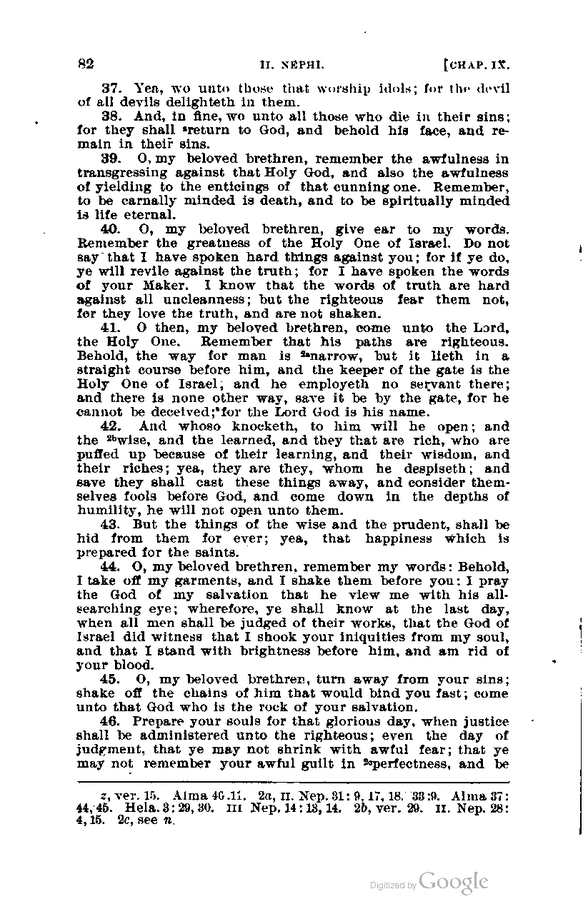 82 II. NEPHI. [CHAP. IX.
37. Yea, wo unto those that worship idols; for the devil
of all devils delighteth in them.
38. And, in fine, wo unto all those who die in their sins;
for they shall ᶻreturn to God, and behold his face, and re-
main in their sins.
39. O, my beloved brethren, remember the awfulness in
transgressing against that Holy God, and also the awfulness
of yielding to the enticings of that cunning one. Remember,
to be carnally minded is death, and to be spiritually minded
is life eternal.
40. O, my beloved brethren, give ear to my words.
Remember the greatness of the Holy One of Israel. Do not
say that I have spoken hard things against you; for if ye do,
ye will revile against the truth; for I have spoken the words
of your Maker. I know that the words of truth are hard
against all uncleanness; but the righteous fear them not,
for they love the truth, and are not shaken.
41. O then, my beloved brethren, come unto the Lord,
the Holy One. Remember that his paths are righteous.
Behold, the way for man is ²ᵃnarrow, but it lieth in a
straight course before him, and the keeper of the gate is the
Holy One of Israel; and he employeth no servant there;
and there is none other way, save it be by the gate, for he
cannot be deceived; for the Lord God is his name.
42. And whoso knocketh, to him will he open; and
the ²ᵇwise, and the learned, and they that are rich, who are
puffed up because of their learning, and their wisdom, and
their riches; yea, they are they, whom he despiseth; and
save they shall cast these things away, and consider them-
selves fools before God, and come down in the depths of
humility, he will not open unto them.
43. But the things of the wise and the prudent, shall be
hid from them for ever; yea, that happiness which is
prepared for the saints.
44. O, my beloved brethren, remember my words: Behold,
I take off my garments, and I shake them before you: I pray
the God of my salvation that he view me with his all-
searching eye; wherefore, ye shall know at the last day,
when all men shall be judged of their works, that the God of
Israel did witness that I shook your iniquities from my soul,
and that I stand with brightness before him, and am rid of
your blood.
45. O, my beloved brethren, turn away from your sins;
shake off the chains of him that would bind you fast; come
unto that God who is the rock of your salvation.
46. Prepare your souls for that glorious day, when justice
shall be administered unto the righteous; even the day of
judgment, that ye may not shrink with awful fear; that ye
may not remember your awful guilt in ²ᶜperfectness, and be
z, ver. 15. Alma 40:11. 2a, II. Nep. 31: 9, 17, 18. 33:9. Alma 37:
44, 45. Hela. 3: 29, 30. III Nep. 14: 13, 14. 2b, ver. 29. II. Nep. 28:
4, 15. 2c, see n.
Digitized by Google